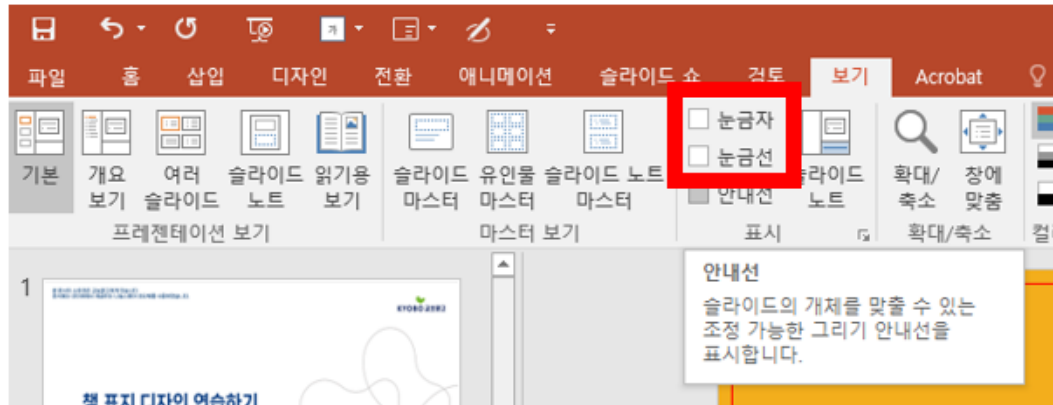 가
파일 홈 삽입 디자인 전환 애니메이션 슬라이드 쇼 검토 보기 Acrobat
눈금자
눈금선
안내선
기본
개요 보기
여러 슬라이드
슬라이드 노트
읽기용 보기
슬라이드 마스터
유인물 마스터
슬라이드 노트 마스터
슬라이드 노트
확대/ 축소
창에 맞춤
프레젠테이션 보기 마스터 보기 표시 확대/축소
안내선
슬라이드의 개체를 맞출 수 있는
조정 가능한 그리기 안내선을
표시합니다.
1
KYOBO 교보문고
책 표지 디자인 연습하기